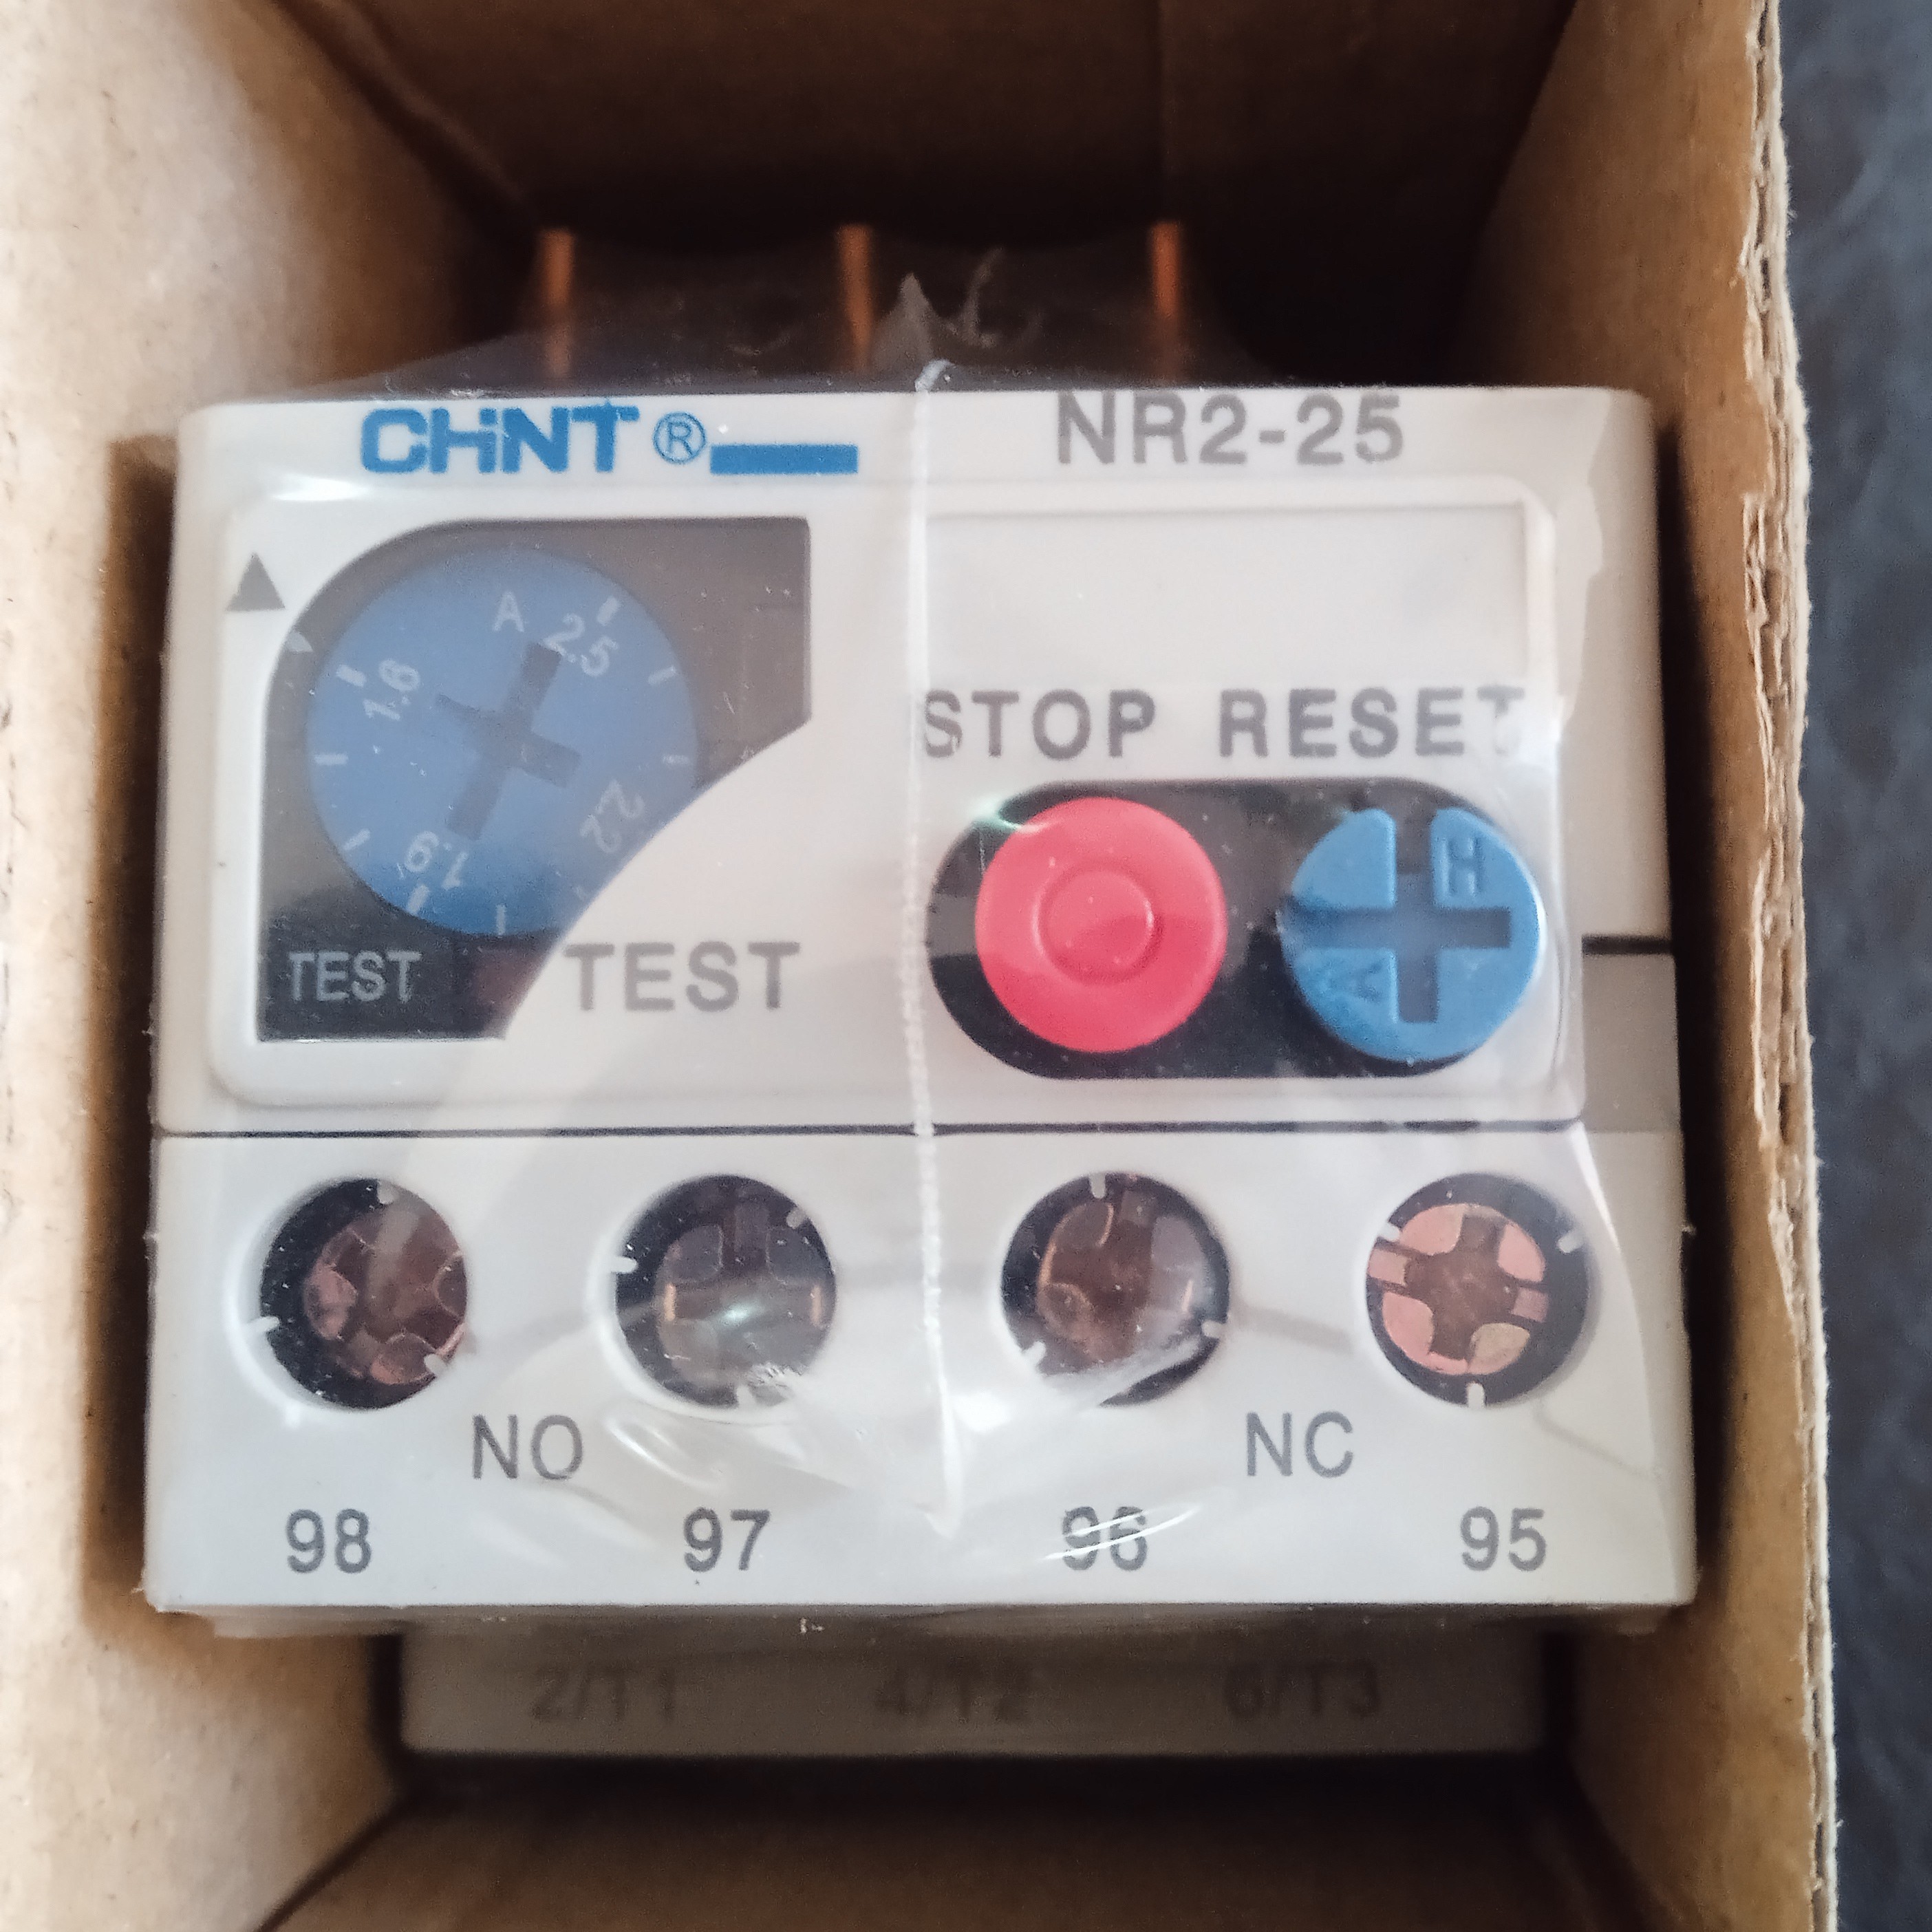 CHNT®
NR2-25
A
2.5
1.6
2.2
1.9
STOP RESET
H
A
TEST
TEST
NO
NC
98
97
96
95
2/T1
4/T2
6/T3